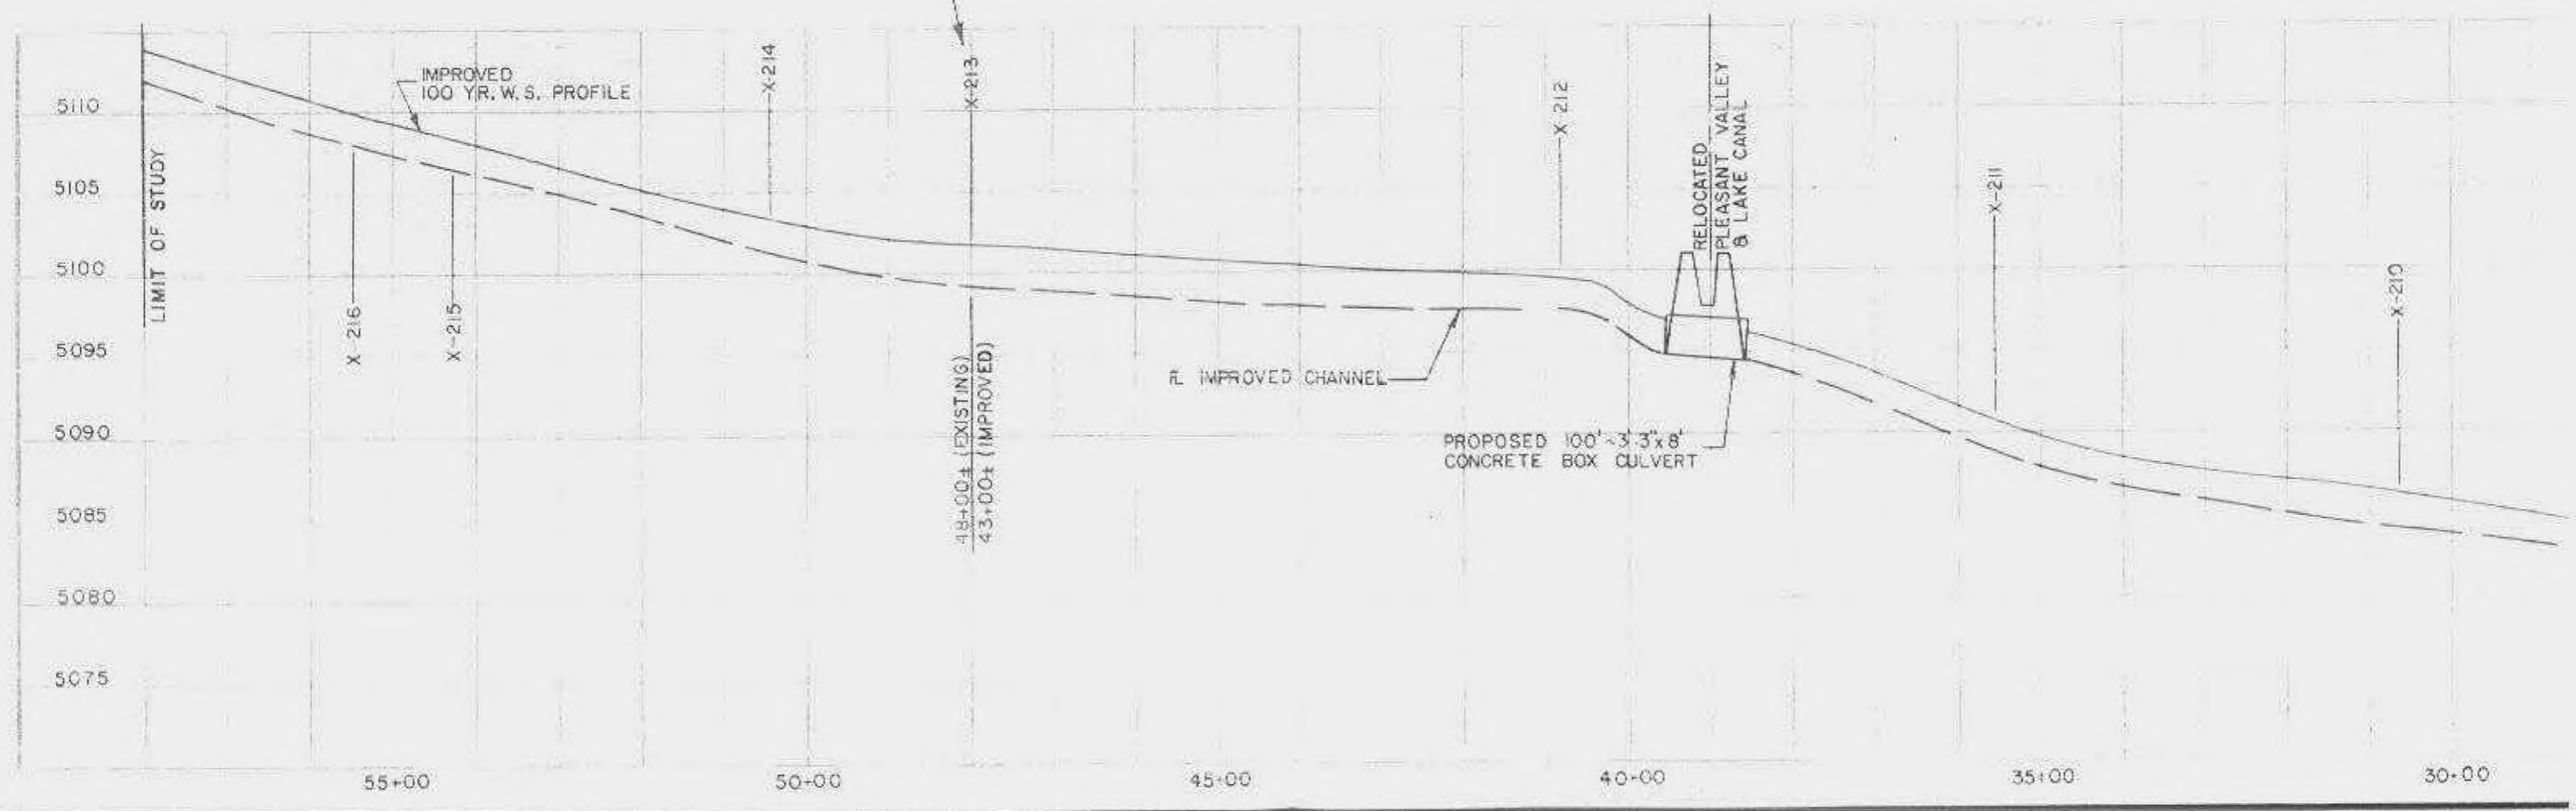 IMPROVED
100 YR. W. S. PROFILE
X-214
X-213
X-212
RELOCATED
PLEASANT VALLEY
& LAKE CANAL
X-211
X-210
LIMIT OF STUDY
X-216
X-215
48+00± (EXISTING)
43+00± (IMPROVED)
FL IMPROVED CHANNEL
PROPOSED 100'~3-3"x8'
CONCRETE BOX CULVERT
5110
5105
5100
5095
5090
5085
5080
5075
55+00
50+00
45+00
40+00
35+00
30+00